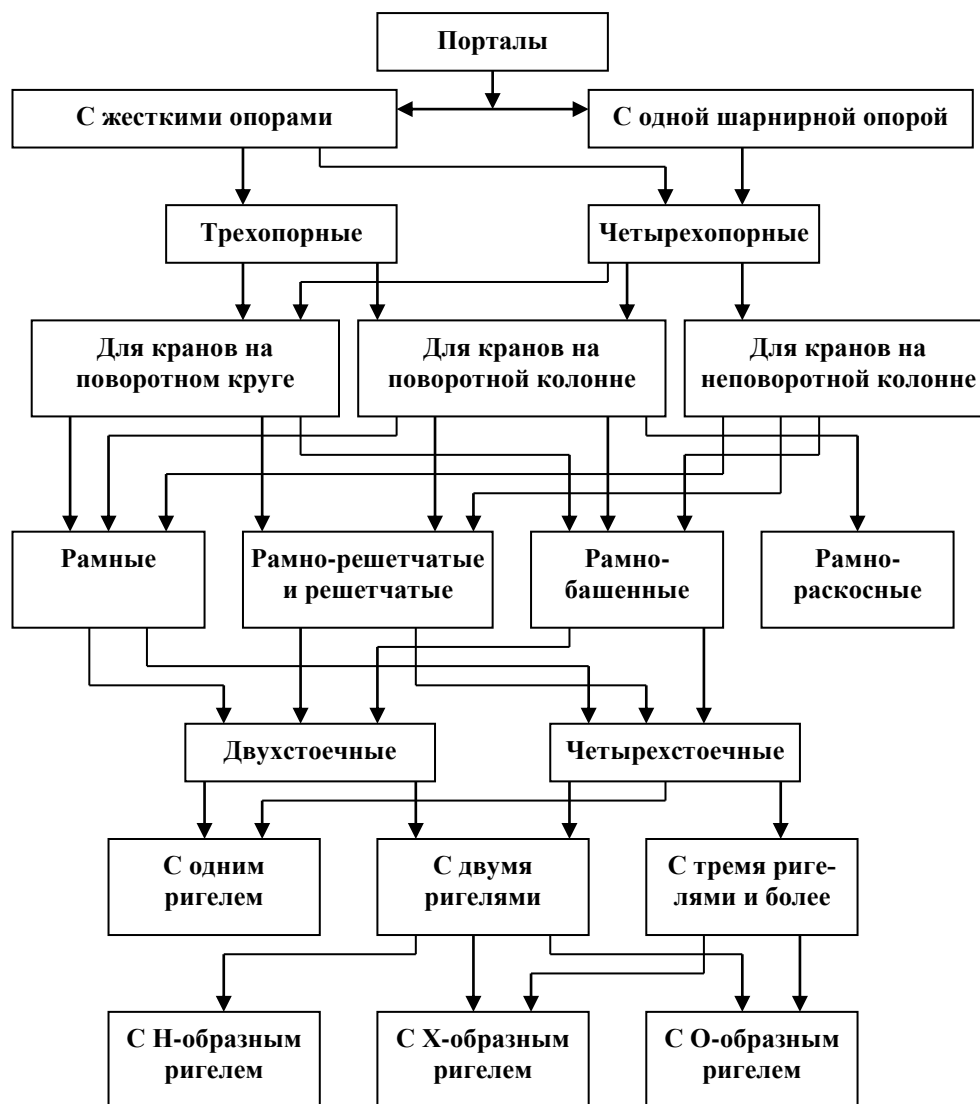 Порталы
С жесткими опорами
С одной шарнирной опорой
Трехопорные
Четырехопорные
Для кранов на
поворотном круге
Для кранов на
поворотной колонне
Для кранов на
неповоротной колонне
Рамные
Рамно-решетчатые
и решетчатые
Рамно-
башенные
Рамно-
раскосные
Двухстоечные
Четырехстоечные
С одним
ригелем
С двумя
ригелями
С тремя риге-
лями и более
С Н-образным
ригелем
С Х-образным
ригелем
С О-образным
ригелем